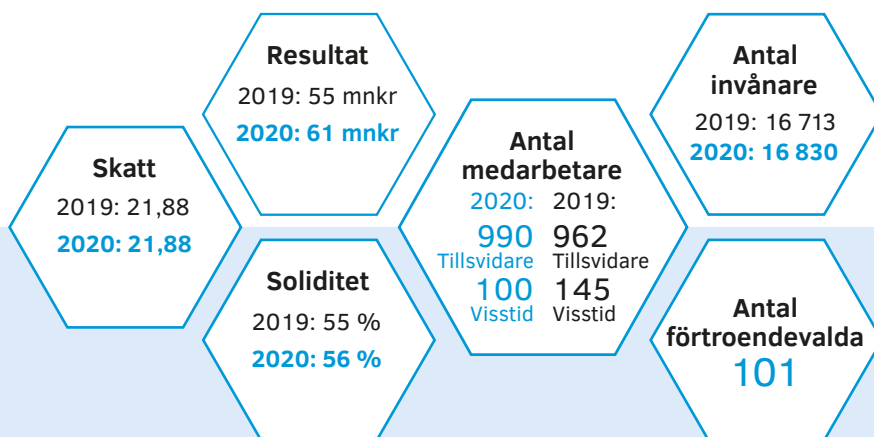 Skatt
2019: 21,88
2020: 21,88
Resultat
2019: 55 mnkr
2020: 61 mnkr
Soliditet
2019: 55 %
2020: 56 %
Antal
medarbetare
2020: 2019:
990 962
Tillsvidare Tillsvidare
100 145
Visstid Visstid
Antal
invånare
2019: 16 713
2020: 16 830
Antal
förtroendevalda
101